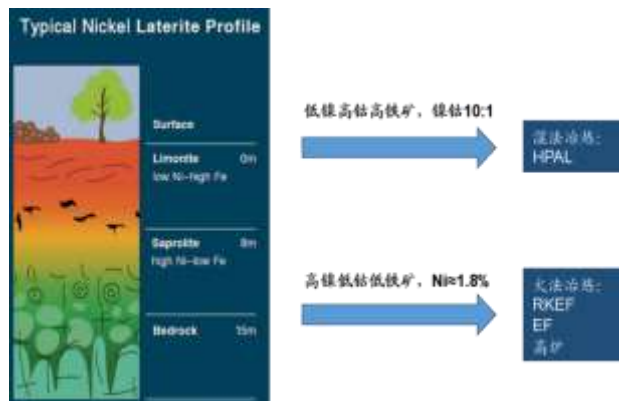 Typical Nickel Laterite Profile
Surface
Limonite 0m
low Ni-high Fe
Saprolite 8m
high Ni-low Fe
Bedrock 15m
低镍高钴高铁矿，镍钴10:1
湿法冶炼：
HPAL
高镍低钴低铁矿，Ni≈1.8%
火法冶炼：
RKEF
EF
高炉